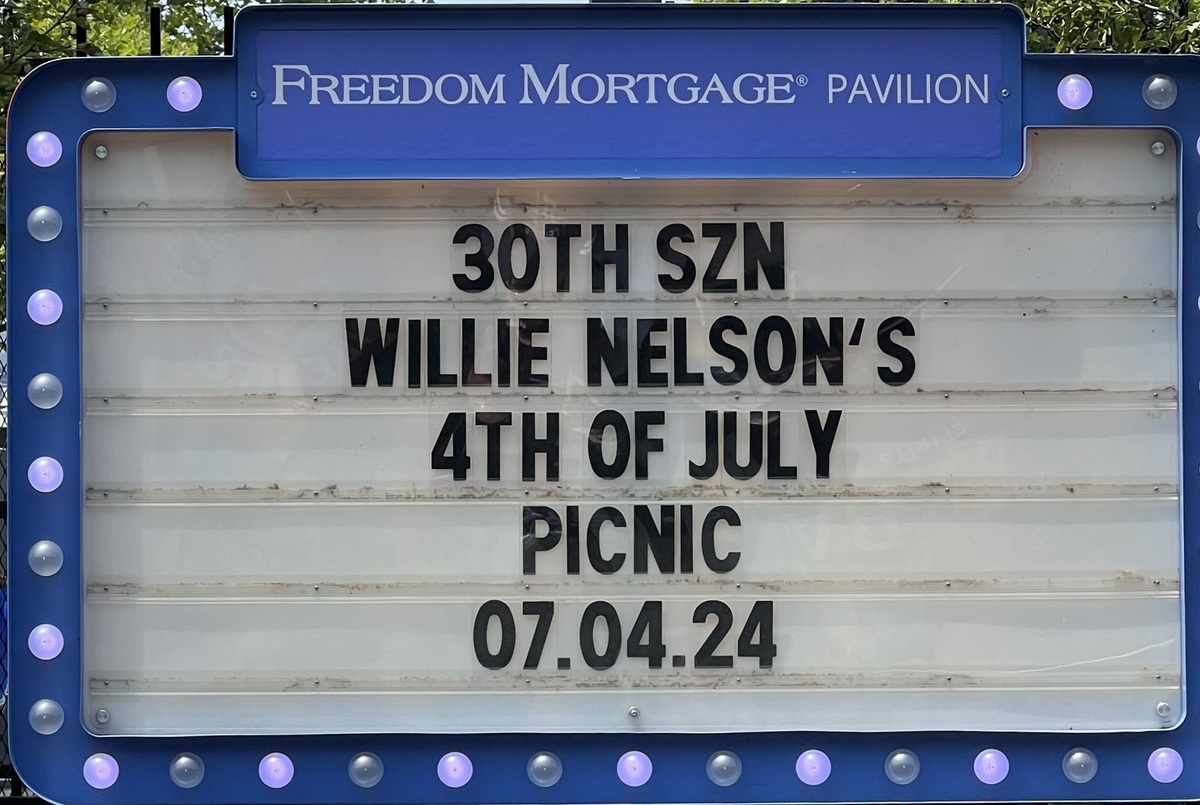 FREEDOM MORTGAGE® PAVILION
30TH SZN
WILLIE NELSON'S
4TH OF JULY
PICNIC
07.04.24